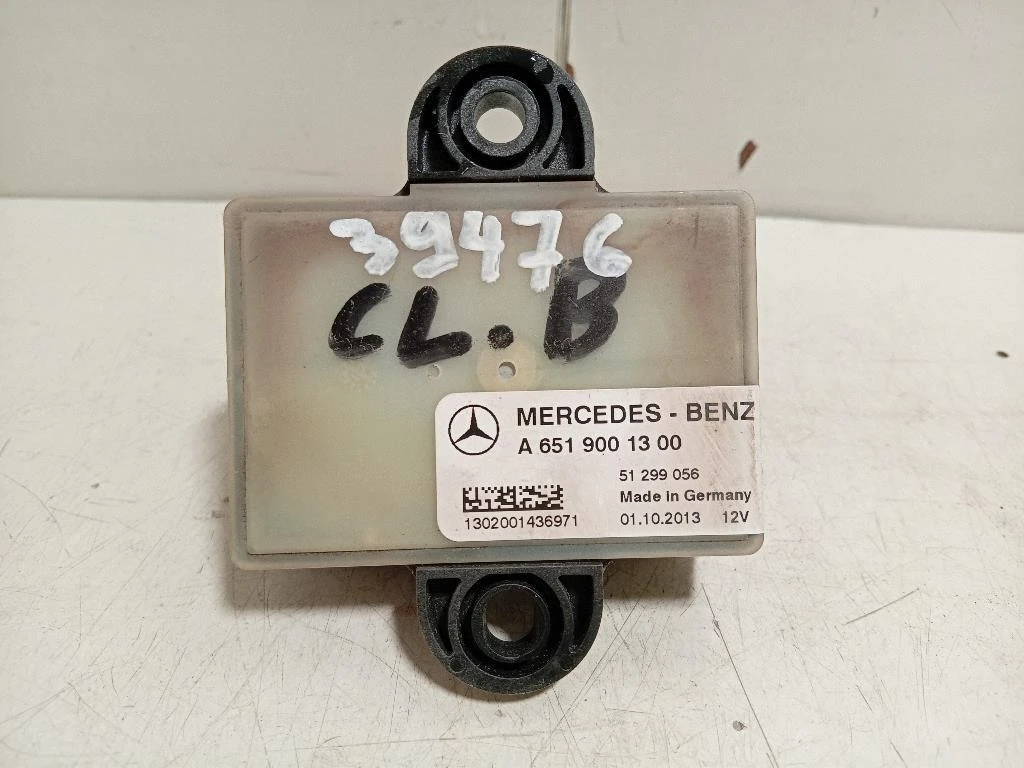 39476
CL.B
MERCEDES - BENZ
A 651 900 13 00
51 299 056
Made in Germany
1302001436971
01.10.2013 12V